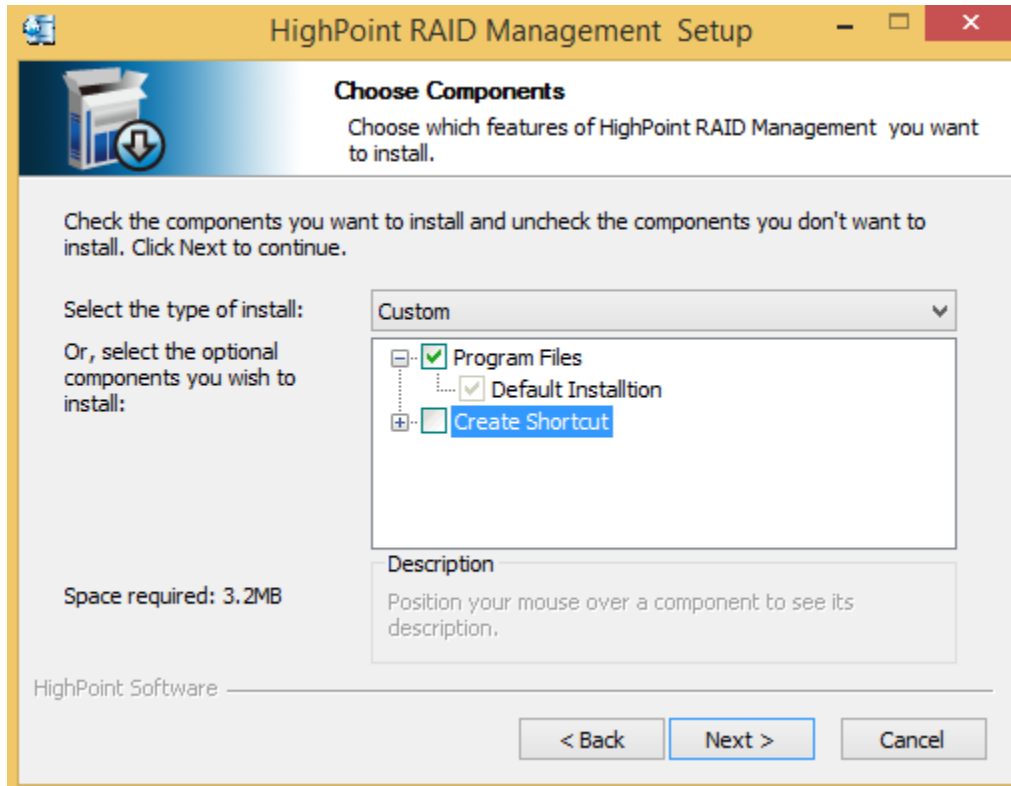 HighPoint RAID Management  Setup
Choose Components
Choose which features of HighPoint RAID Management  you want
to install.
Check the components you want to install and uncheck the components you don't want to
install. Click Next to continue.
Select the type of install:
Custom
Or, select the optional
components you wish to
install:
Program Files
Default Installtion
Create Shortcut
Space required: 3.2MB
Description
Position your mouse over a component to see its
description.
HighPoint Software
< Back
Next >
Cancel